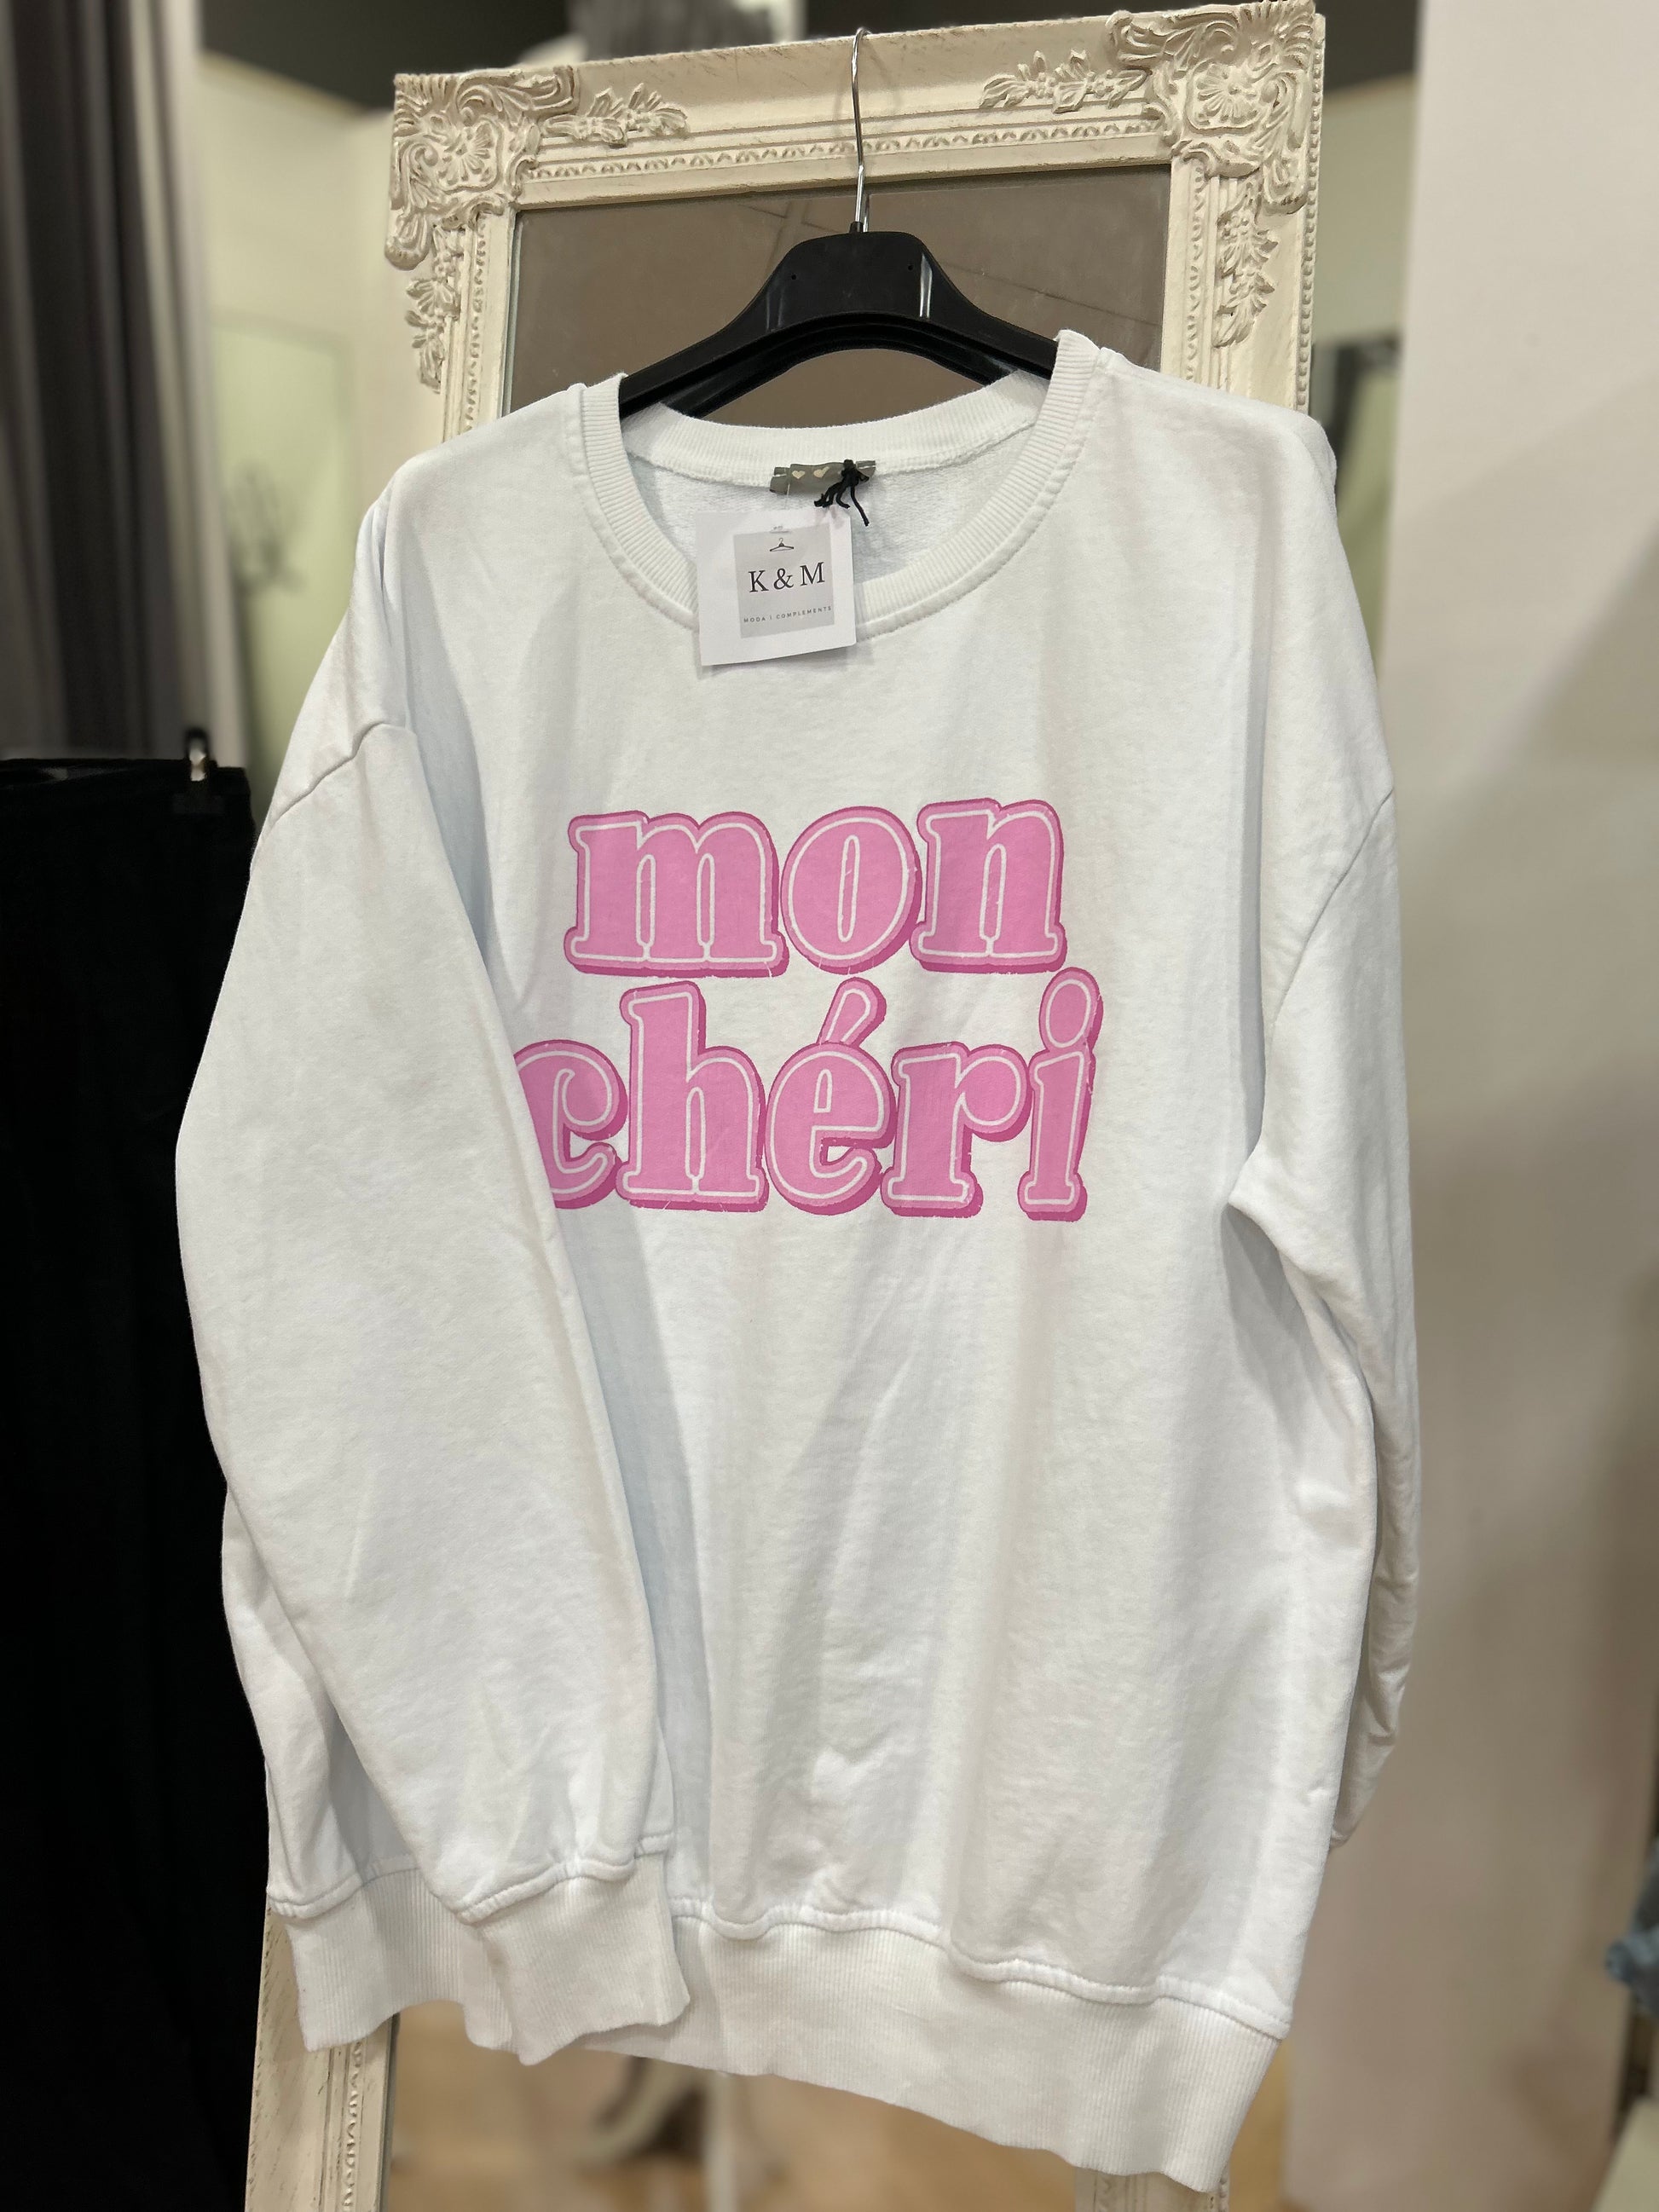 K & M
MODA | COMPLEMENTS
mon
chéri